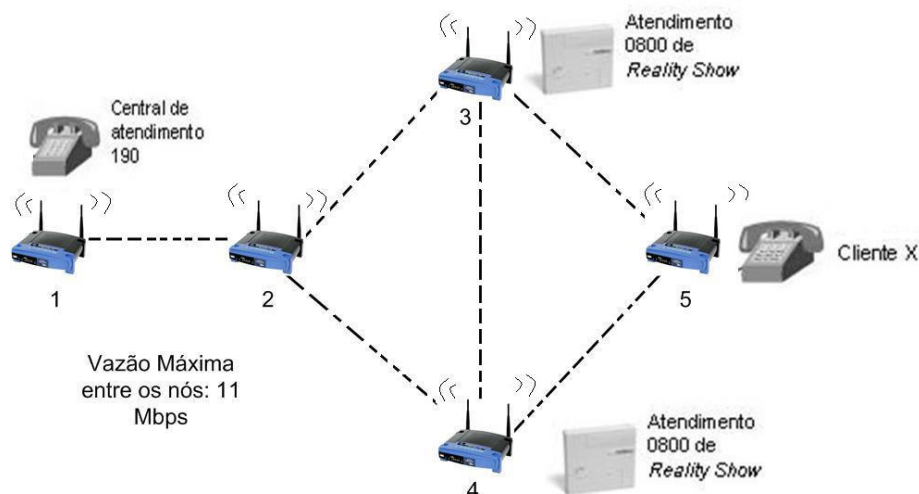 Atendimento
0800 de
Reality Show
3
Central de
atendimento
190
1
2
5
Cliente X
Vazão Máxima
entre os nós: 11
Mbps
Atendimento
0800 de
Reality Show
4